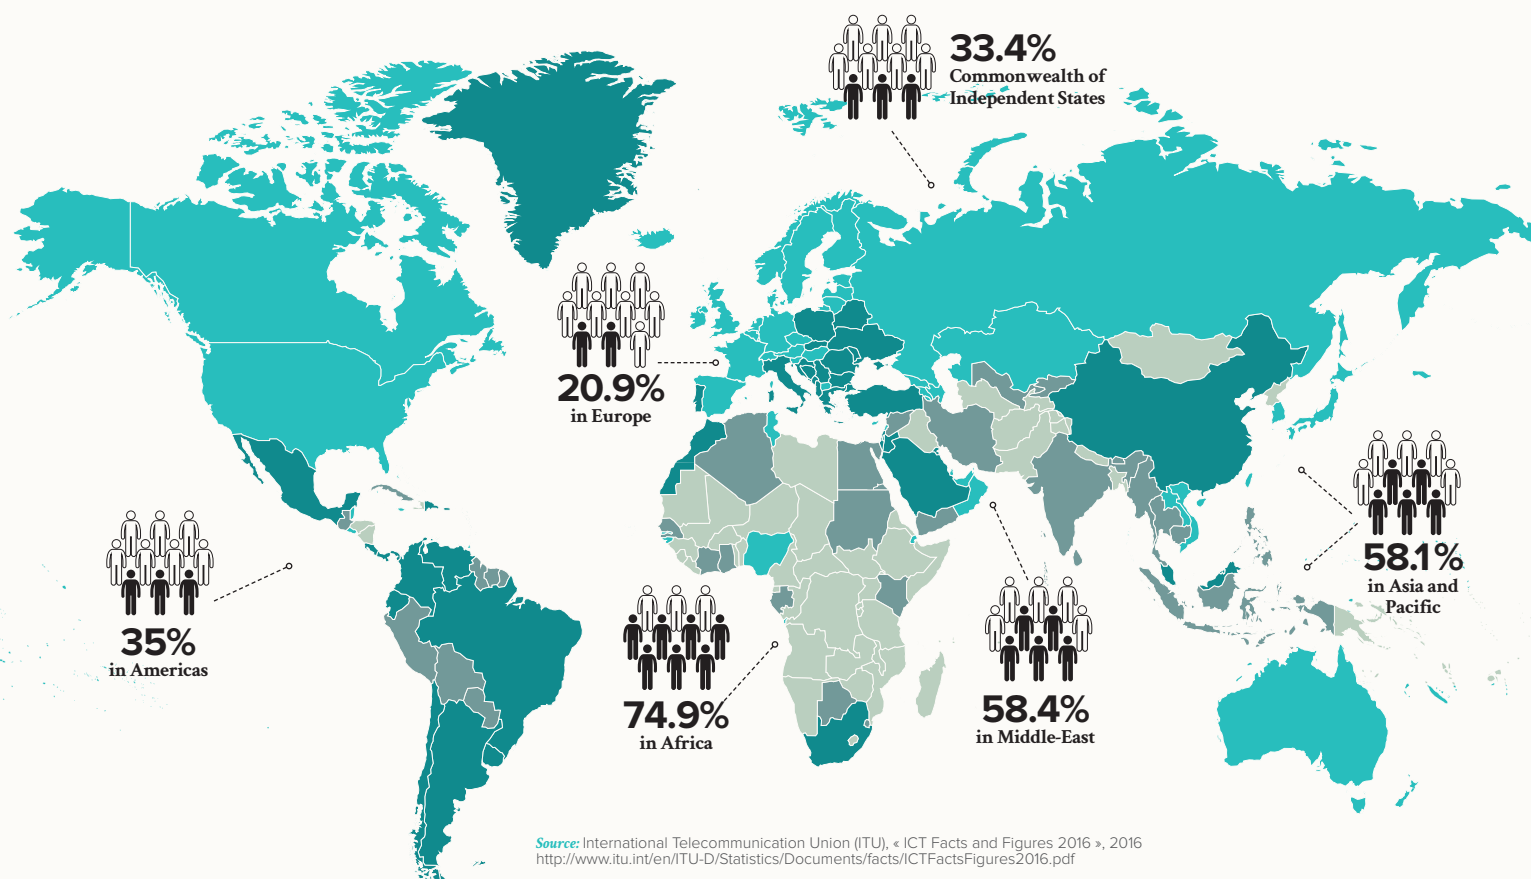 33.4%
Commonwealth of
Independent States
20.9%
in Europe
35%
in Americas
74.9%
in Africa
58.4%
in Middle-East
58.1%
in Asia and
Pacific
Source: International Telecommunication Union (ITU), « ICT Facts and Figures 2016 », 2016
http://www.itu.int/en/ITU-D/Statistics/Documents/facts/ICTFactsFigures2016.pdf